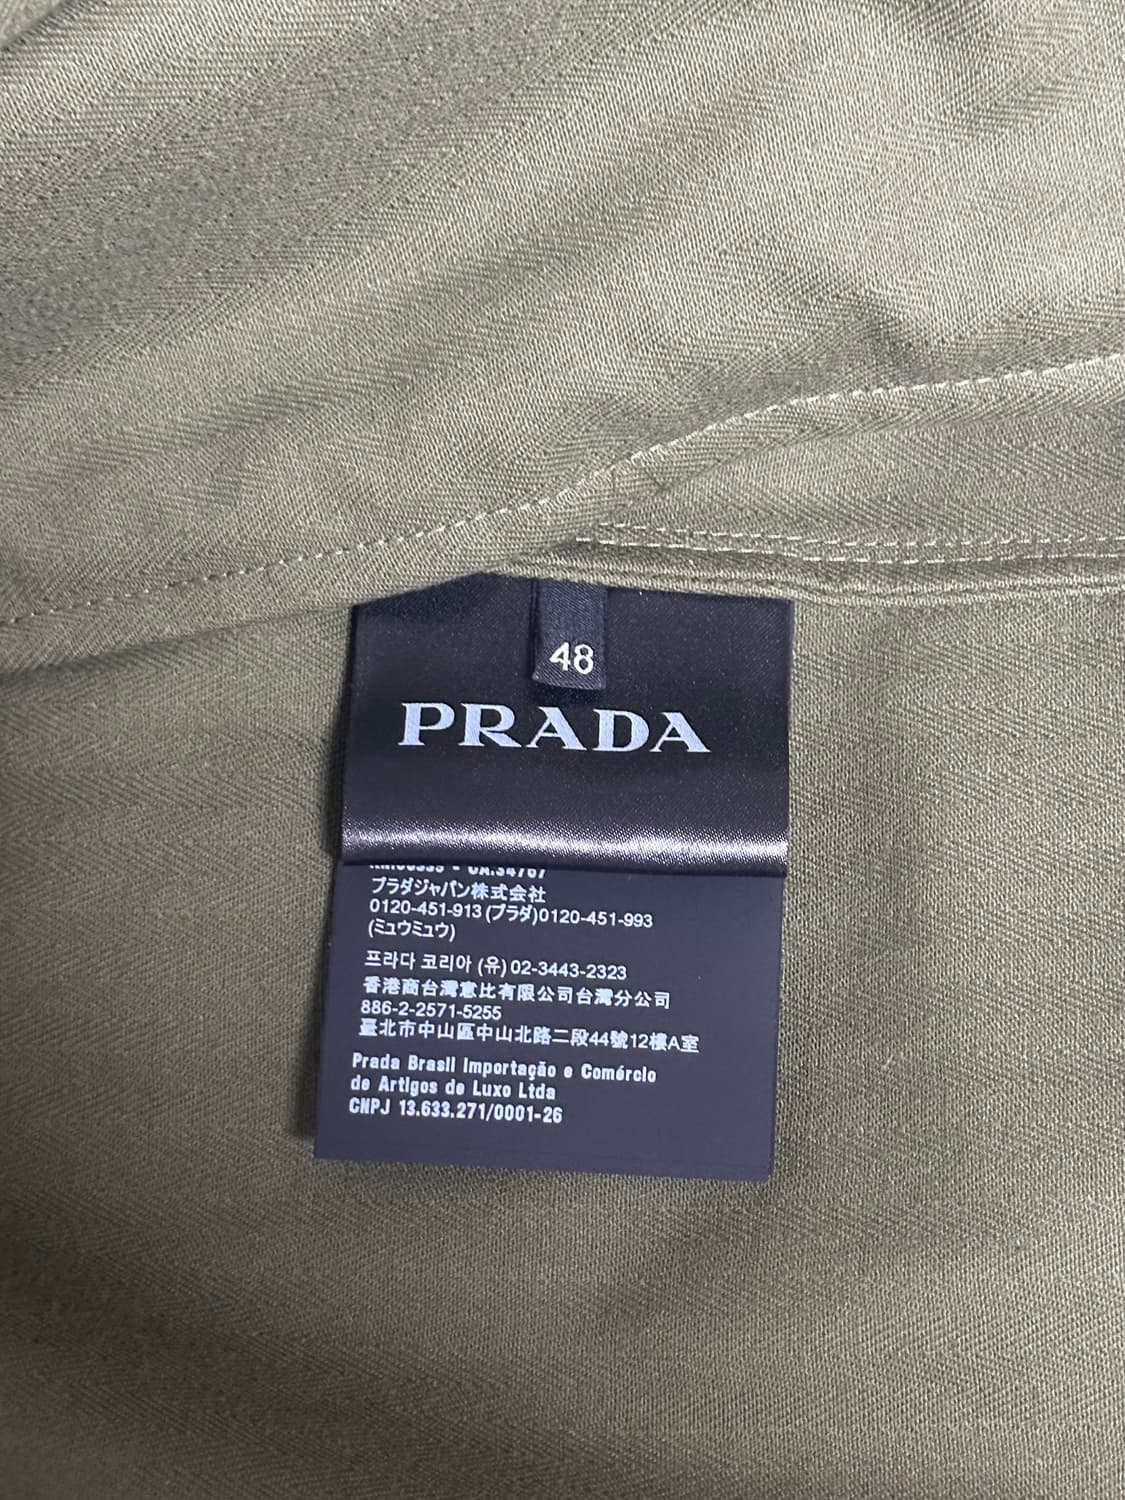 48
PRADA
CA.34767
プラダジャパン株式会社
0120-451-913 (プラダ)0120-451-993
(ミュウミュウ)
프라다 코리아 (유) 02-3443-2323
香港商台灣惠比有限公司台灣分公司
886-2-2571-5255
臺北市中山區中山北路二段44號12樓A室
Prada Brasil Importação e Comércio
de Artigos de Luxo Ltda
CNPJ 13.633.271/0001-26